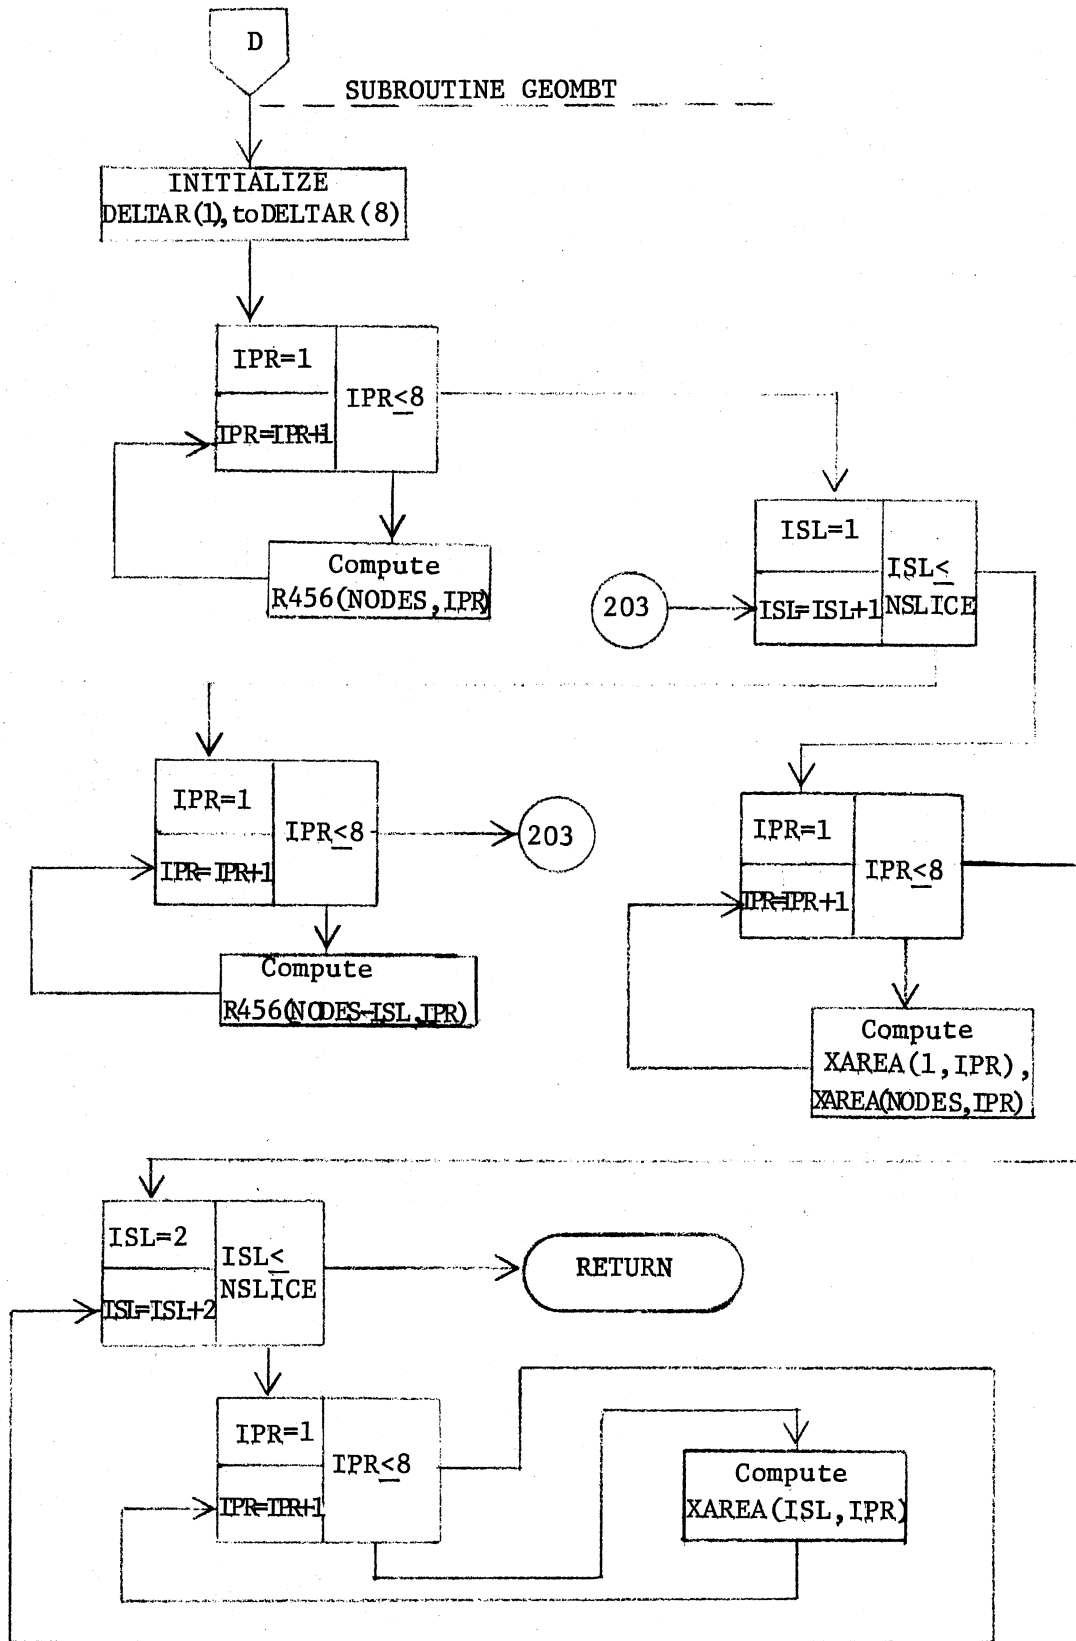 D
SUBROUTINE GEOMBT
INITIALIZE
DELTAR(1), to DELTAR(8)
IPR=1
IPR=IPR+1
IPR≤8
Compute
R456(NODES,IPR)
ISL=1
ISL=ISL+1
ISL≤
NSLICE
203
IPR=1
IPR=IPR+1
IPR≤8
203
Compute
R456(NODES-ISL,IPR)
IPR=1
IPR=IPR+1
IPR≤8
Compute
XAREA(1,IPR),
XAREA(NODES,IPR)
ISL=2
ISL=ISL+2
ISL≤
NSLICE
RETURN
IPR=1
IPR=IPR+1
IPR≤8
Compute
XAREA(ISL,IPR)